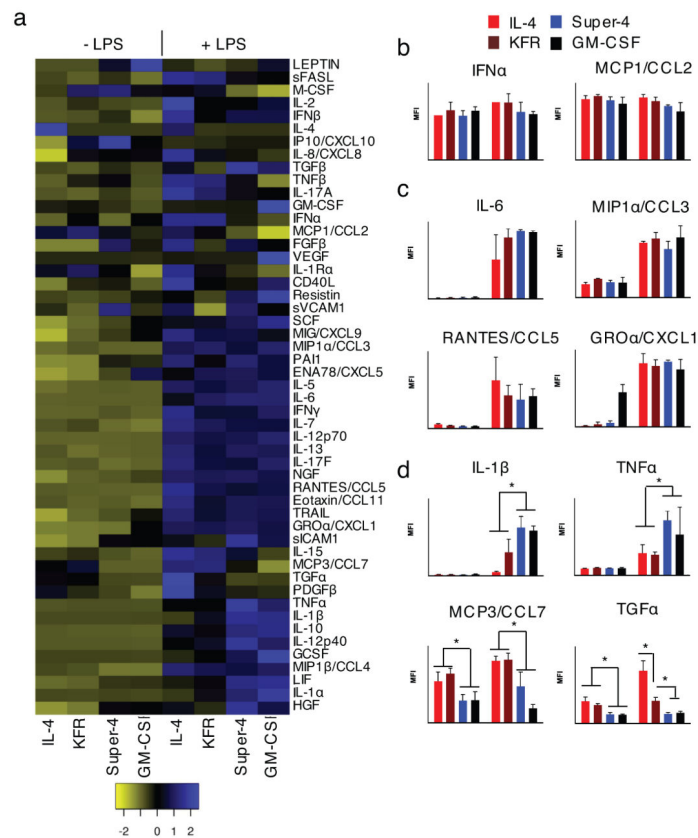 a
- LPS
+ LPS
LEPTIN
sFASL
M-CSF
IL-2
IFNβ
IL-4
IP10/CXCL10
IL-8/CXCL8
TGFβ
TNFβ
IL-17A
GM-CSF
IFNα
MCP1/CCL2
FGFβ
VEGF
IL-1Rα
CD40L
Resistin
sVCAM1
SCF
MIG/CXCL9
MIP1α/CCL3
PAI1
ENA78/CXCL5
IL-5
IL-6
IFNγ
IL-7
IL-12p70
IL-13
IL-17F
NGF
RANTES/CCL5
Eotaxin/CCL11
TRAIL
GROα/CXCL1
sICAM1
IL-15
MCP3/CCL7
TGFα
PDGFβ
TNFα
IL-1β
IL-10
IL-12p40
GCSF
MIP1β/CCL4
LIF
IL-1α
HGF
IL-4
KFR
Super-4
GM-CSI
IL-4
KFR
Super-4
GM-CSI
-2 0 1 2
IL-4
Super-4
KFR
GM-CSF
b
IFNα
MCP1/CCL2
MFI
MFI
c
IL-6
MIP1α/CCL3
MFI
MFI
RANTES/CCL5
GROα/CXCL1
MFI
MFI
d
IL-1β
TNFα
MFI
*
MFI
*
MCP3/CCL7
TGFα
MFI
*
*
MFI
*
*
*